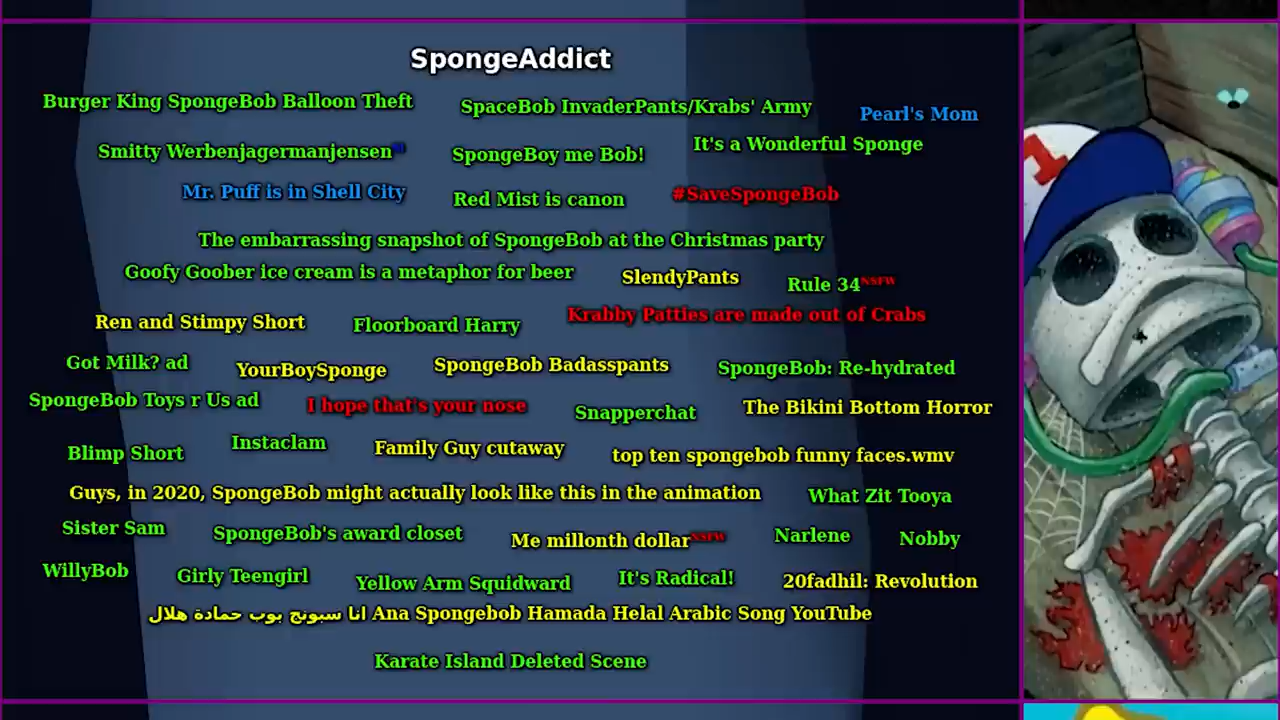 SpongeAddict
Burger King SpongeBob Balloon Theft
SpaceBob InvaderPants/Krabs' Army
Pearl's Mom
Smitty Werbenjagermanjensen
SpongeBoy me Bob!
It's a Wonderful Sponge
Mr. Puff is in Shell City
Red Mist is canon
#SaveSpongeBob
The embarrassing snapshot of SpongeBob at the Christmas party
Goofy Goober ice cream is a metaphor for beer
SlendyPants
Rule 34 NSFW
Ren and Stimpy Short
Floorboard Harry
Krabby Patties are made out of Crabs
Got Milk? ad
YourBoySponge
SpongeBob Badasspants
SpongeBob: Re-hydrated
SpongeBob Toys r Us ad
I hope that's your nose
Snapperchat
The Bikini Bottom Horror
Blimp Short
Instaclam
Family Guy cutaway
top ten spongebob funny faces.wmv
Guys, in 2020, SpongeBob might actually look like this in the animation
What Zit Tooya
Sister Sam
SpongeBob's award closet
Me millonth dollar NSFW
Narlene
Nobby
WillyBob
Girly Teengirl
Yellow Arm Squidward
It's Radical!
20fadhil: Revolution
انا سبونج بوب حمادة هلال Ana Spongebob Hamada Helal Arabic Song YouTube
Karate Island Deleted Scene